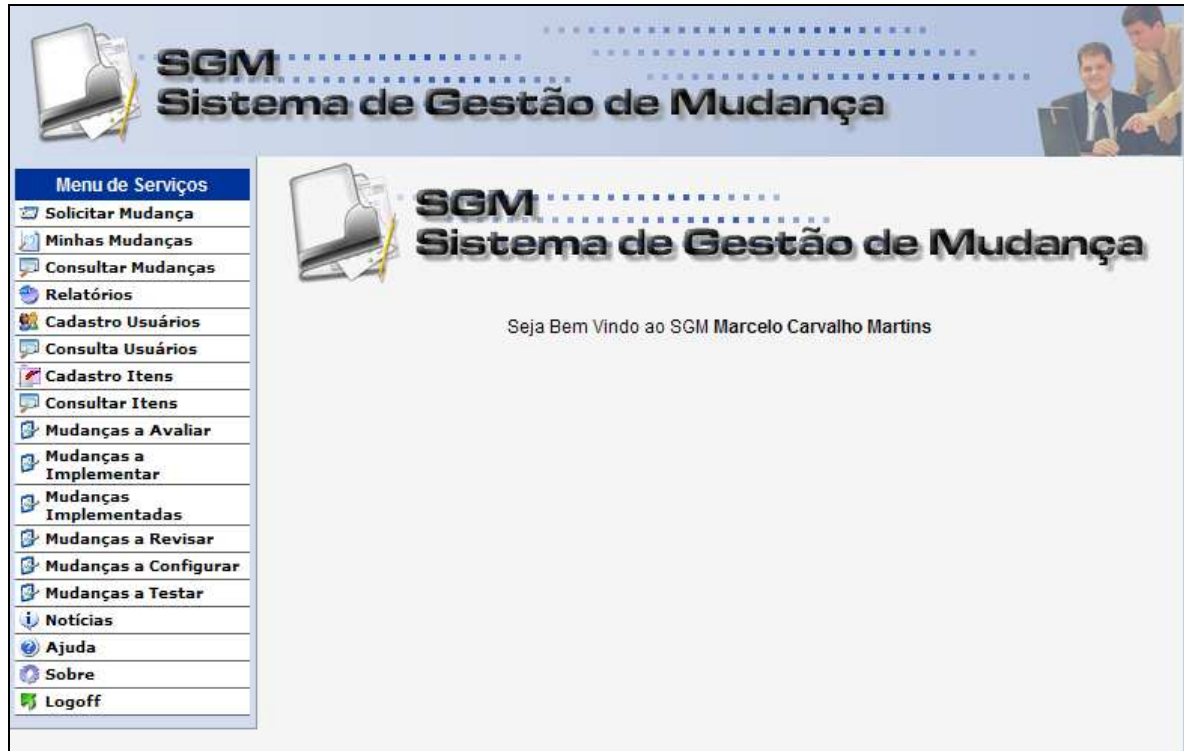 SGM
Sistema de Gestão de Mudança
Menu de Serviços
Solicitar Mudança
Minhas Mudanças
Consultar Mudanças
Relatórios
Cadastro Usuários
Consulta Usuários
Cadastro Itens
Consultar Itens
Mudanças a Avaliar
Mudanças a
Implementar
Mudanças
Implementadas
Mudanças a Revisar
Mudanças a Configurar
Mudanças a Testar
Notícias
Ajuda
Sobre
Logoff
SGM
Sistema de Gestão de Mudança
Seja Bem Vindo ao SGM Marcelo Carvalho Martins